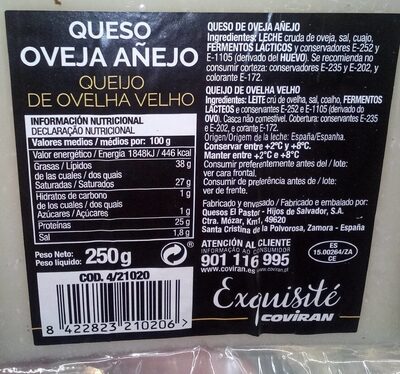 QUESO
OVEJA AÑEJO
QUEIJO
DE OVELHA VELHO
INFORMACIÓN NUTRICIONAL
DECLARAÇÃO NUTRICIONAL
Valores medios / médios por: 100 g
Valor energético / Energia 1848kJ / 446 kcal
Grasas / Lípidos 38 g
de las cuales / dos quais
Saturadas / Saturados 27 g
Hidratos de carbono 1 g
de los cuales / dos quais
Azúcares / Açúcares 1 g
Proteínas 25 g
Sal 1,8 g
Peso Neto:
Peso líquido: 250g e
COD. 4/21020
8 422823 210206 >
QUESO DE OVEJA AÑEJO
Ingredientes: LECHE cruda de oveja, sal, cuajo,
FERMENTOS LÁCTICOS y conservadores E-252 y
E-1105 (derivado del HUEVO). Se recomienda no
consumir corteza: conservadores E-235 y E-202, y
colorante E-172.
QUEIJO DE OVELHA VELHO
Ingredientes: LEITE crú de ovelha, sal, coalho, FERMENTOS
LÁCTEOS e conservantes E-252 e E-1105 (derivado do
OVO). Casca não comestível. Cobertura: conservantes E-235
e E-202, e corante E-172.
Origen/Origem de la leche: España/Espanha.
Conservar entre +2°C y +8°C.
Manter entre +2°C e +8°C
Consumir preferentemente antes del / lote:
ver cara frontal.
Consumir de preferência antes de / lote:
ver de frente.
Fabricado y envasado / Fabricado e embalado por:
Quesos El Pastor - Hijos de Salvador, S.A.
Ctra. Mózar, Km1, 49620
Santa Cristina de la Polvorosa, Zamora - España
ATENCIÓN AL CLIENTE
INFORMAÇÃO AO CONSUMIDOR
901 116 995
www.coviran.es www.coviran.pt
ES
15.00264/ZA
CE
Exquisité
COVIRAN